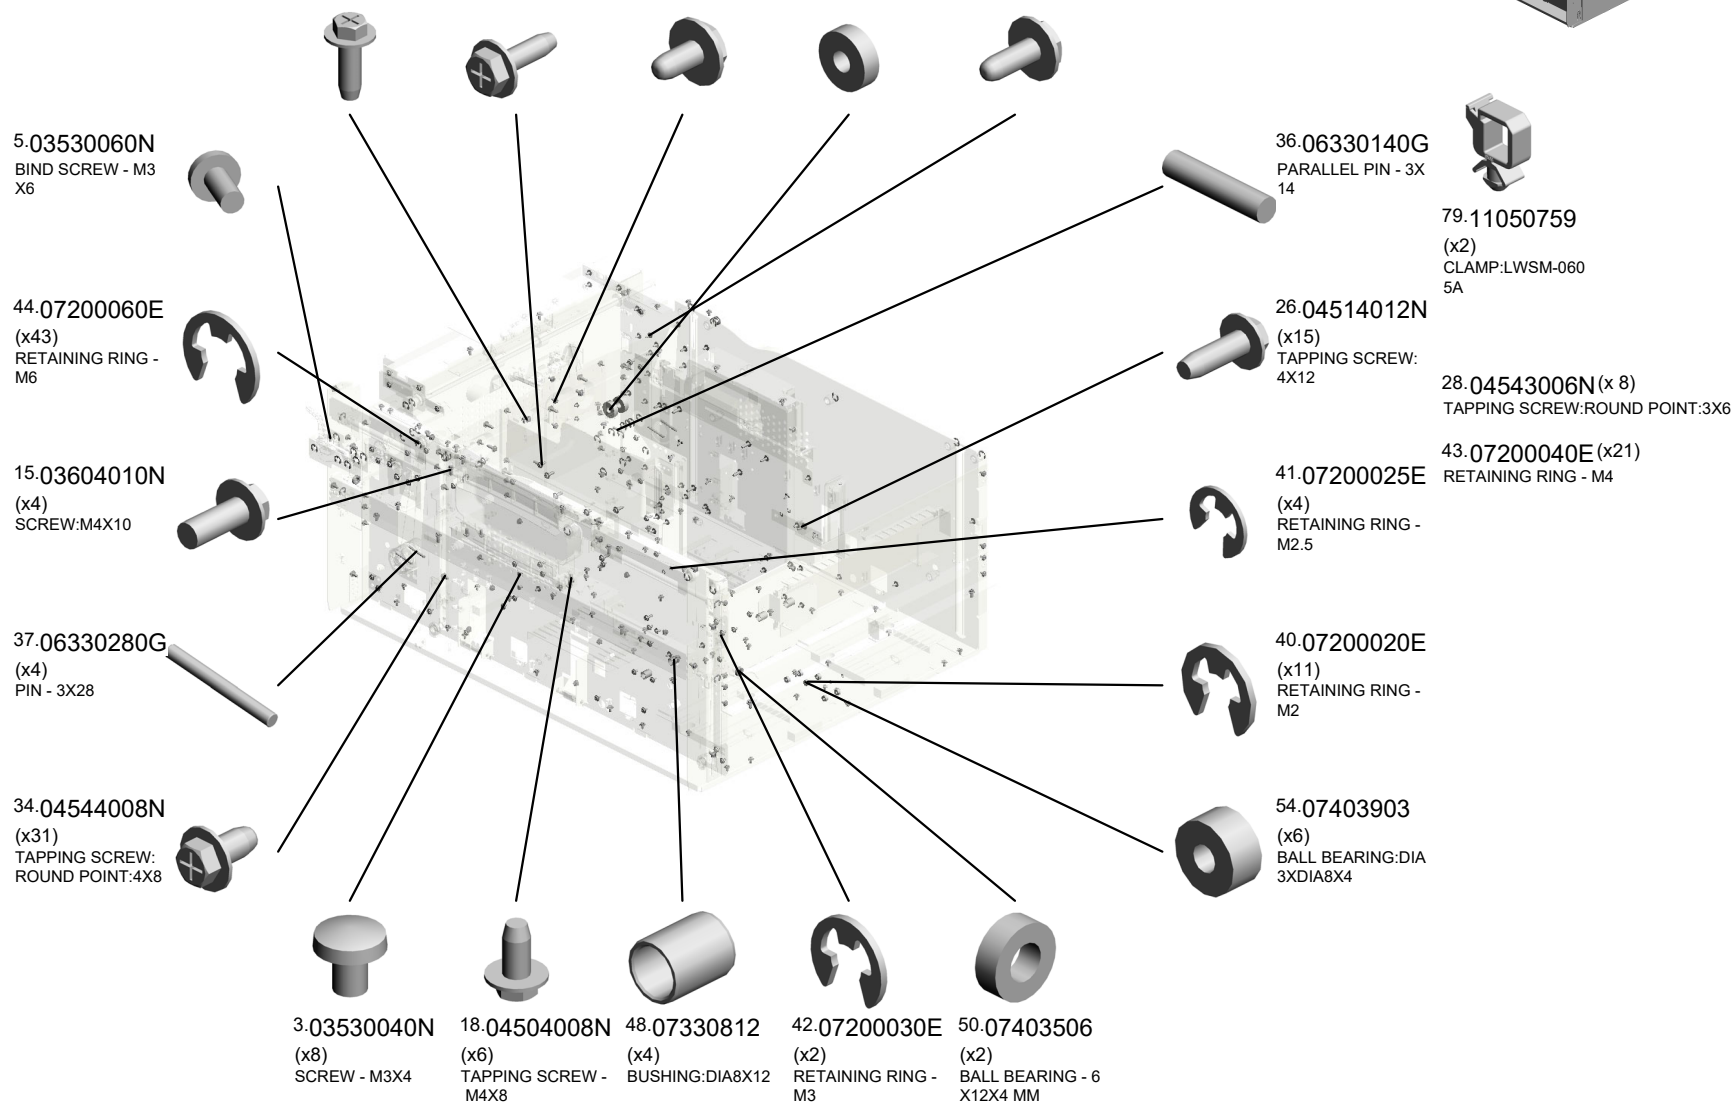 5.03530060N
BIND SCREW - M3
X6
44.07200060E
(x43)
RETAINING RING -
M6
15.03604010N
(x4)
SCREW:M4X10
37.06330280G
(x4)
PIN - 3X28
34.04544008N
(x31)
TAPPING SCREW:
ROUND POINT:4X8
3.03530040N
(x8)
SCREW - M3X4
18.04504008N
(x6)
TAPPING SCREW -
M4X8
48.07330812
(x4)
BUSHING:DIA8X12
42.07200030E
(x2)
RETAINING RING -
M3
50.07403506
(x2)
BALL BEARING - 6
X12X4 MM
36.06330140G
PARALLEL PIN - 3X
14
26.04514012N
(x15)
TAPPING SCREW:
4X12
41.07200025E
(x4)
RETAINING RING -
M2.5
40.07200020E
(x11)
RETAINING RING -
M2
54.07403903
(x6)
BALL BEARING:DIA
3XDIA8X4
79.11050759
(x2)
CLAMP:LWSM-060
5A
28.04543006N (x 8)
TAPPING SCREW:ROUND POINT:3X6
43.07200040E (x21)
RETAINING RING - M4